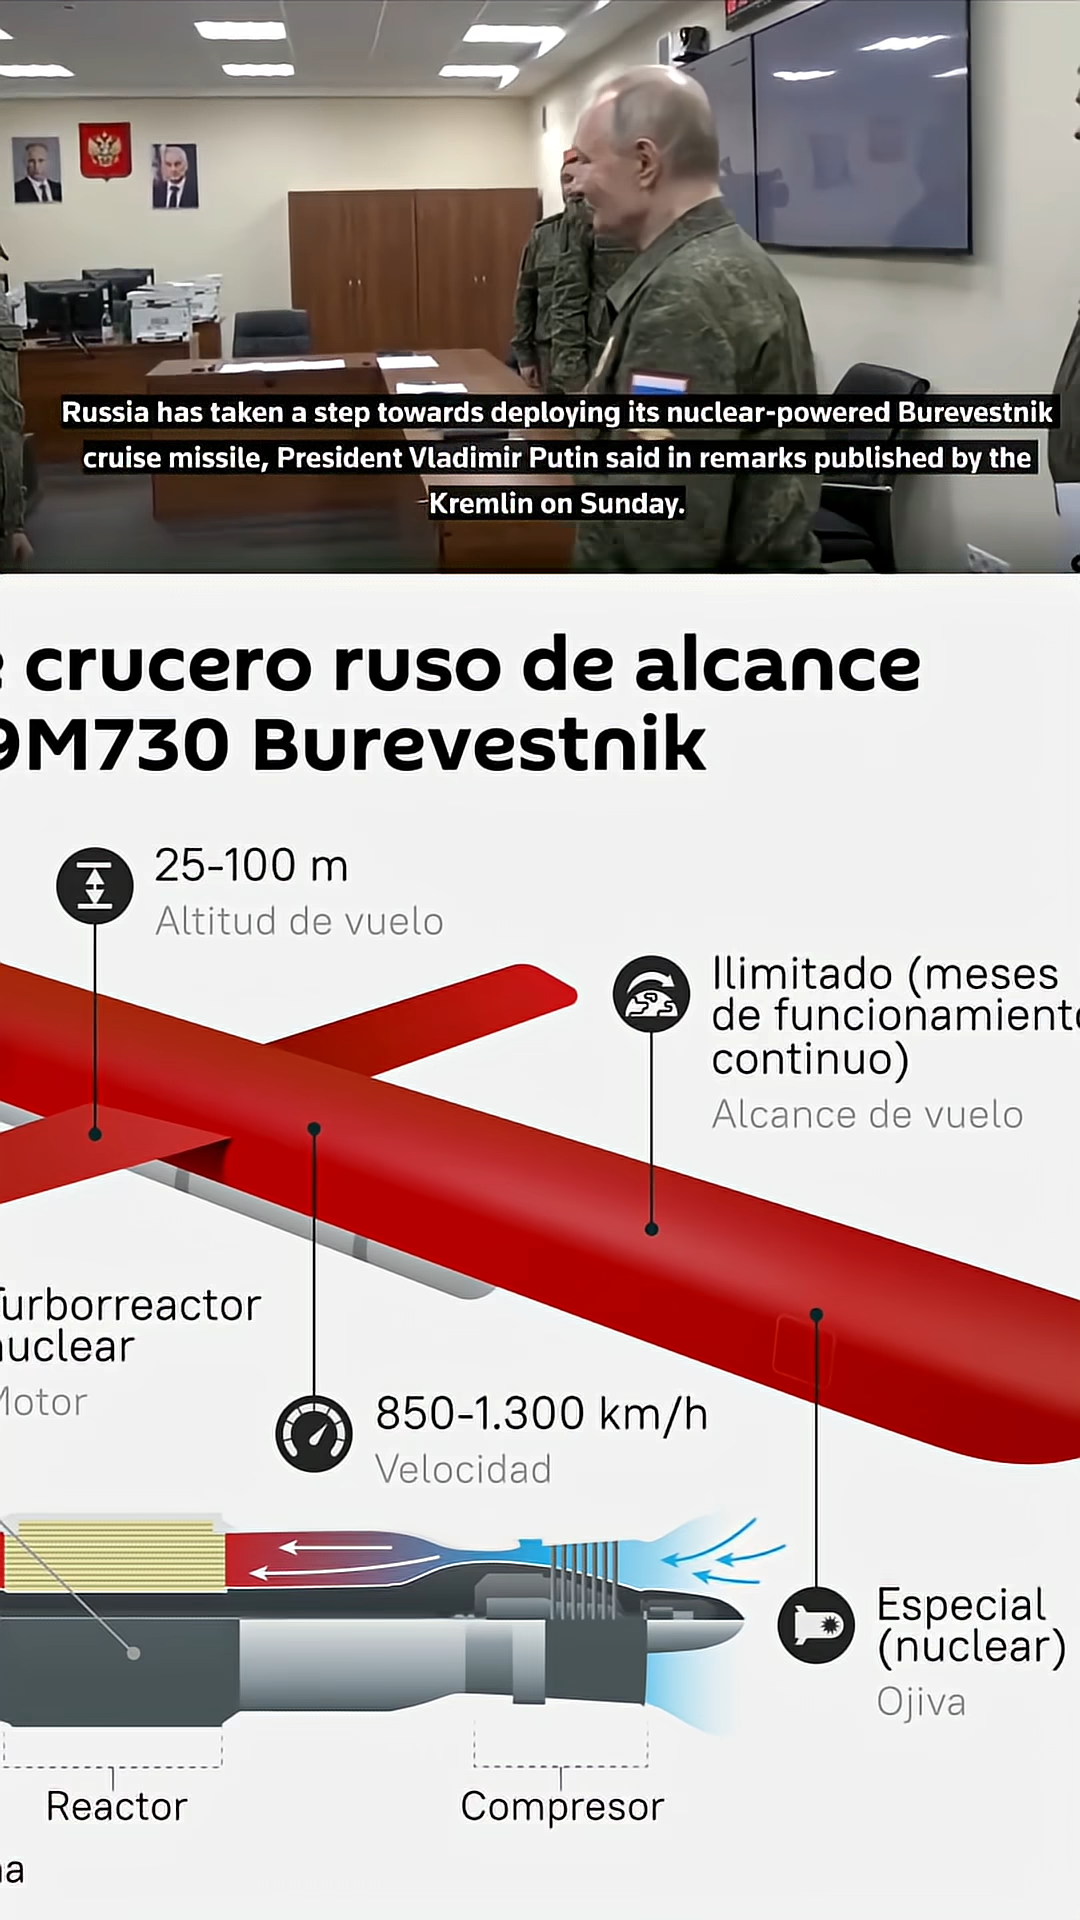 Russia has taken a step towards deploying its nuclear-powered Burevestnik
cruise missile, President Vladimir Putin said in remarks published by the
Kremlin on Sunday.
crucero ruso de alcance
9M730 Burevestnik
25-100 m
Altitud de vuelo
Ilimitado (meses
de funcionamiento
continuo)
Alcance de vuelo
Turborreactor
nuclear
Motor
850-1.300 km/h
Velocidad
Especial
(nuclear)
Ojiva
Reactor
Compresor